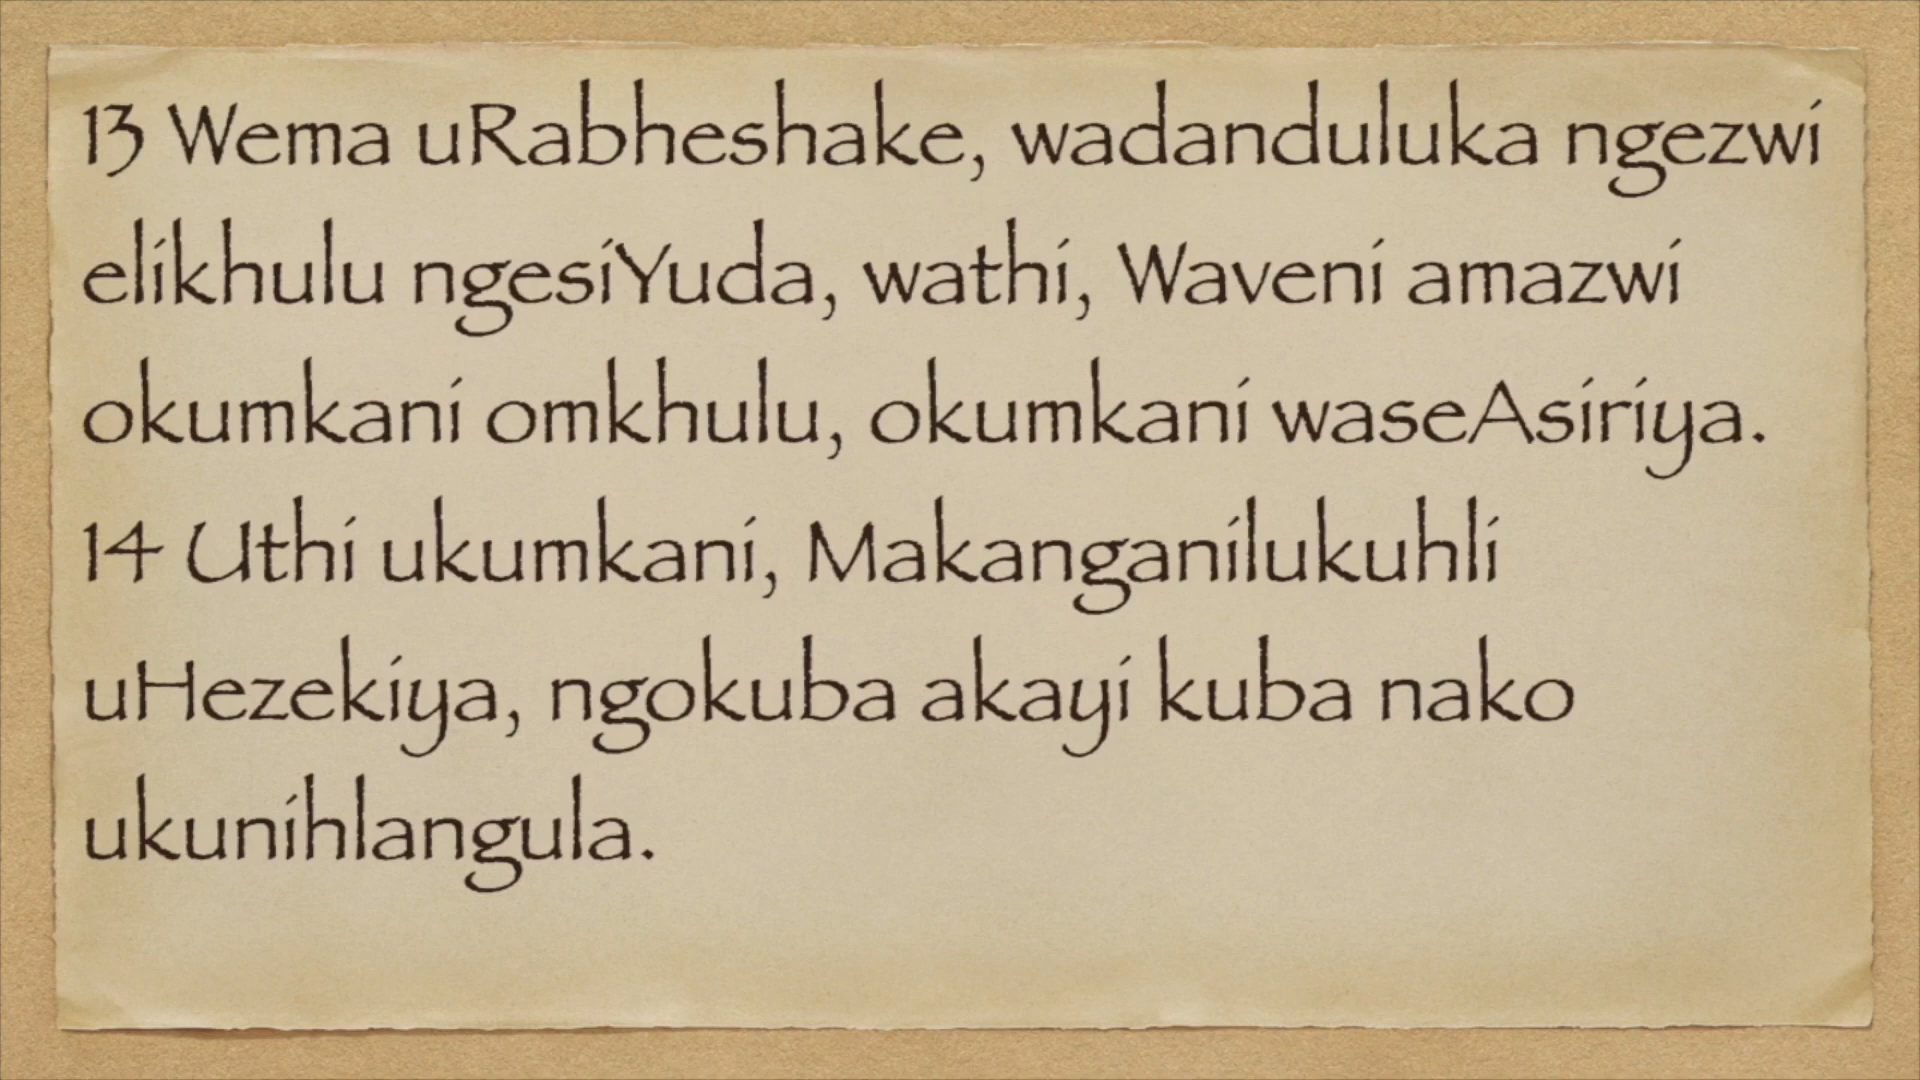 13 Wema uRabheshake, wadanduluka ngezwi
elikhulu ngesiYuda, wathi, Waveni amazwi
okumkani omkhulu, okumkani waseAsiriya.
14 Uthi ukumkani, Makanganilukuhli
uHezekiya, ngokuba akayi kuba nako
ukunihlangula.